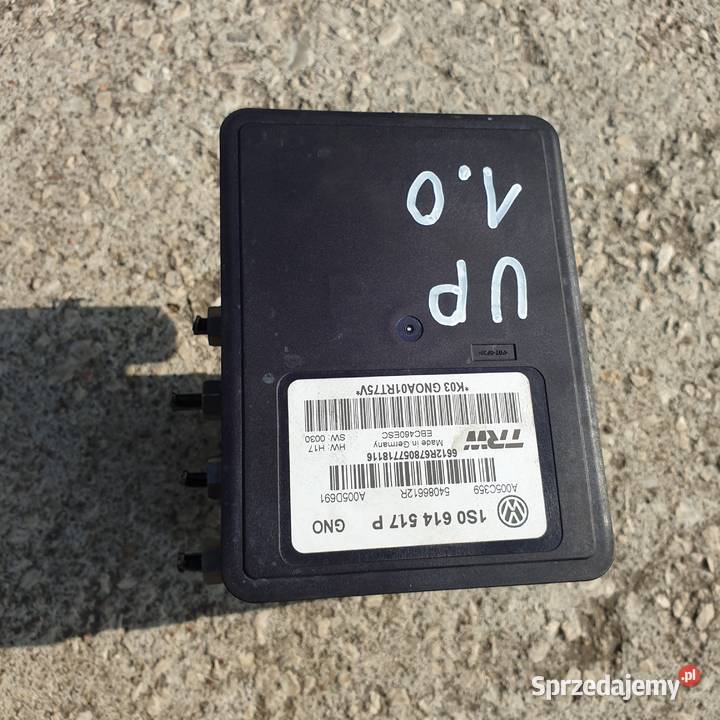 UP
1.0
1S0 614 517 P GNO
A005C359 54086612R A005D691
6612R678057718116
TRW Made in Germany HW: H17
EBC460ESC SW: 0030
*K03 GNOA01RT75V*
Sprzedajemy.pl